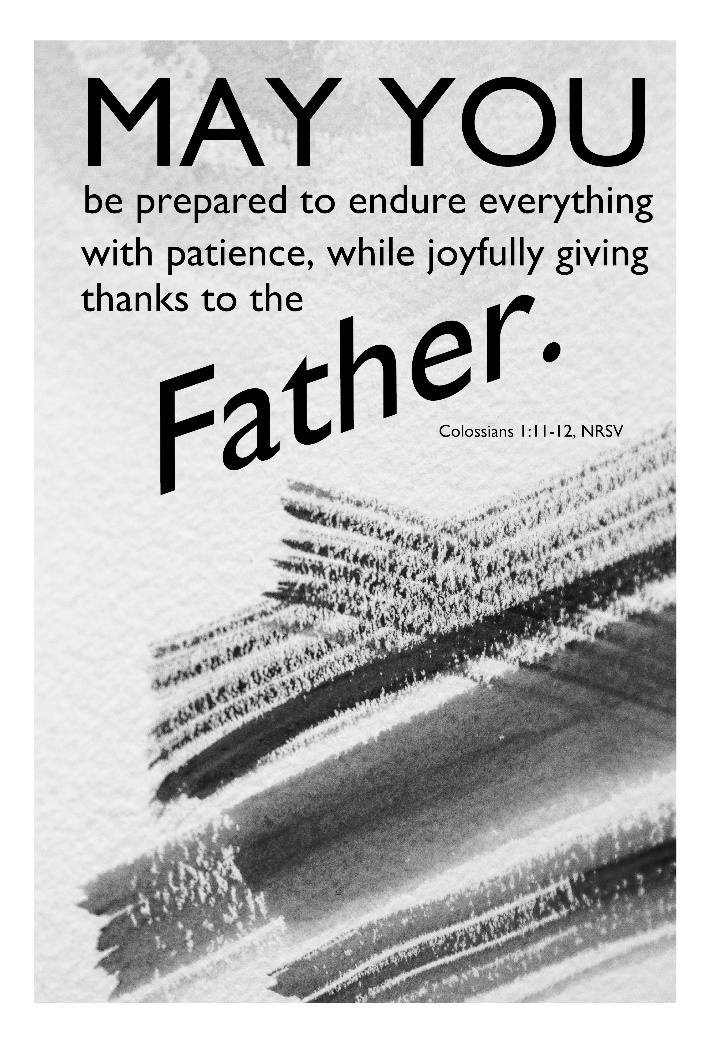 MAY YOU
be prepared to endure everything
with patience, while joyfully giving
thanks to the
Father.
Colossians 1:11-12, NRSV